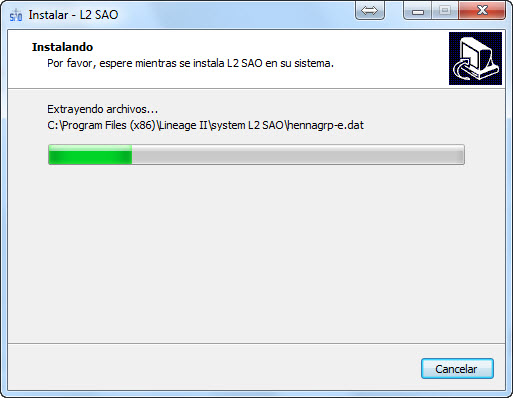 Instalar - L2 SAO
Instalando
Por favor, espere mientras se instala L2 SAO en su sistema.
Extrayendo archivos...
C:\Program Files (x86)\Lineage II\system L2 SAO\hennagrp-e.dat
Cancelar